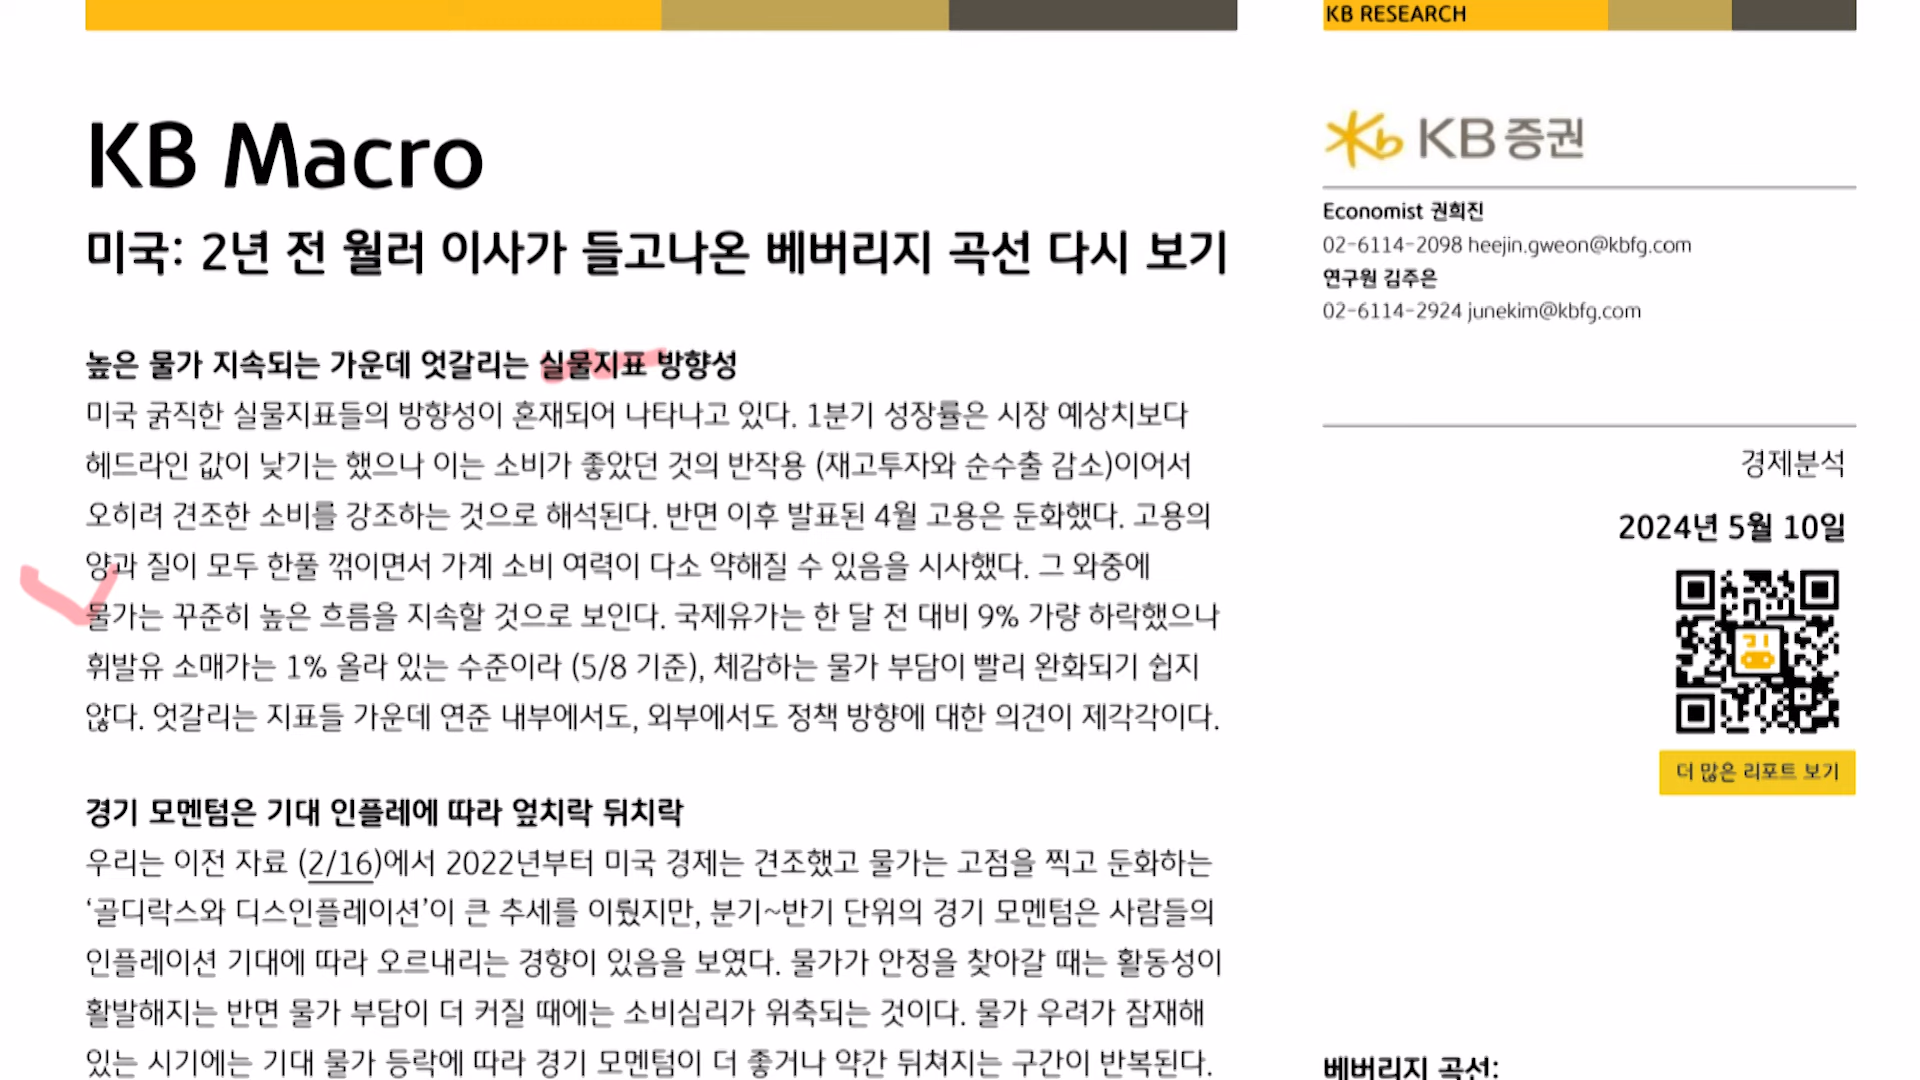 KB RESEARCH
KB Macro
미국: 2년 전 월러 이사가 들고나온 베버리지 곡선 다시 보기
높은 물가 지속되는 가운데 엇갈리는 실물지표 방향성
미국 굵직한 실물지표들의 방향성이 혼재되어 나타나고 있다. 1분기 성장률은 시장 예상치보다
헤드라인 값이 낮기는 했으나 이는 소비가 좋았던 것의 반작용 (재고투자와 순수출 감소)이어서
오히려 견조한 소비를 강조하는 것으로 해석된다. 반면 이후 발표된 4월 고용은 둔화했다. 고용의
양과 질이 모두 한풀 꺾이면서 가계 소비 여력이 다소 약해질 수 있음을 시사했다. 그 와중에
물가는 꾸준히 높은 흐름을 지속할 것으로 보인다. 국제유가는 한 달 전 대비 9% 가량 하락했으나
휘발유 소매가는 1% 올라 있는 수준이라 (5/8 기준), 체감하는 물가 부담이 빨리 완화되기 쉽지
않다. 엇갈리는 지표들 가운데 연준 내부에서도, 외부에서도 정책 방향에 대한 의견이 제각각이다.
경기 모멘텀은 기대 인플레에 따라 엎치락 뒤치락
우리는 이전 자료 (2/16)에서 2022년부터 미국 경제는 견조했고 물가는 고점을 찍고 둔화하는
‘골디락스와 디스인플레이션’이 큰 추세를 이뤘지만, 분기~반기 단위의 경기 모멘텀은 사람들의
인플레이션 기대에 따라 오르내리는 경향이 있음을 보였다. 물가가 안정을 찾아갈 때는 활동성이
활발해지는 반면 물가 부담이 더 커질 때에는 소비심리가 위축되는 것이다. 물가 우려가 잠재해
있는 시기에는 기대 물가 등락에 따라 경기 모멘텀이 더 좋거나 약간 뒤쳐지는 구간이 반복된다.
Kb KB증권
Economist 권희진
02-6114-2098 heejin.gweon@kbfg.com
연구원 김주은
02-6114-2924 junekim@kbfg.com
경제분석
2024년 5월 10일
더 많은 리포트 보기
베버리지 곡선: